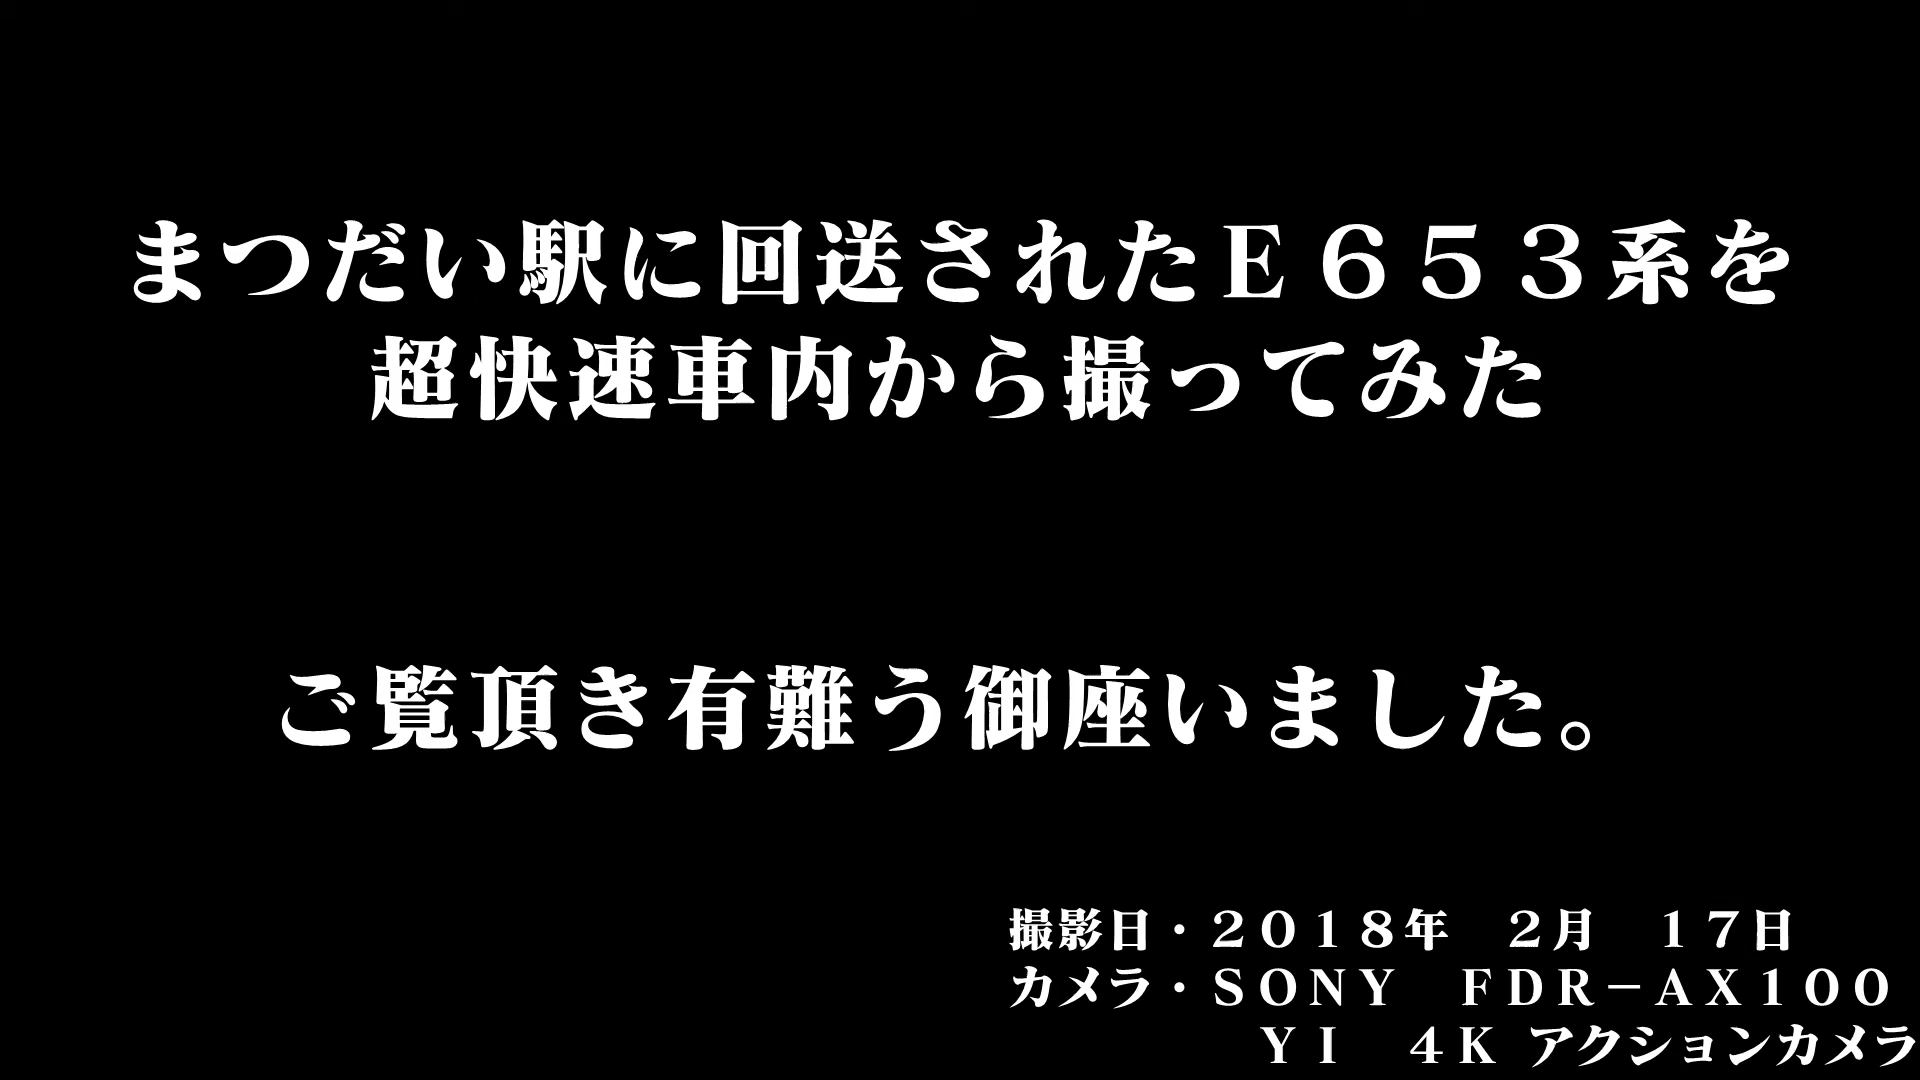 まつだい駅に回送されたＥ６５３系を
超快速車内から撮ってみた
ご覧頂き有難う御座いました。
撮影日・２０１８年　２月　１７日
カメラ・ＳＯＮＹ　ＦＤＲ－ＡＸ１００
ＹＩ　４Ｋ アクションカメラ